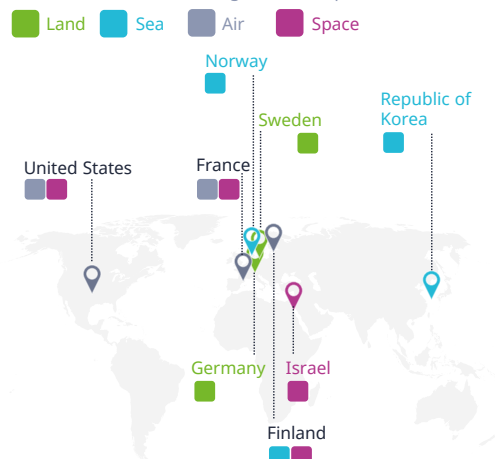 Land Sea Air Space
Norway
Republic of
Korea
Sweden
United States
France
Germany
Israel
Finland